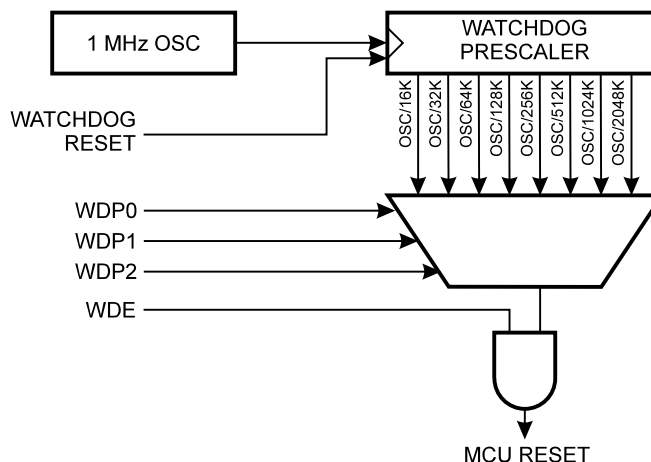 1 MHz OSC
WATCHDOG
PRESCALER
WATCHDOG
RESET
OSC/16K
OSC/32K
OSC/64K
OSC/128K
OSC/256K
OSC/512K
OSC/1024K
OSC/2048K
WDP0
WDP1
WDP2
WDE
MCU RESET